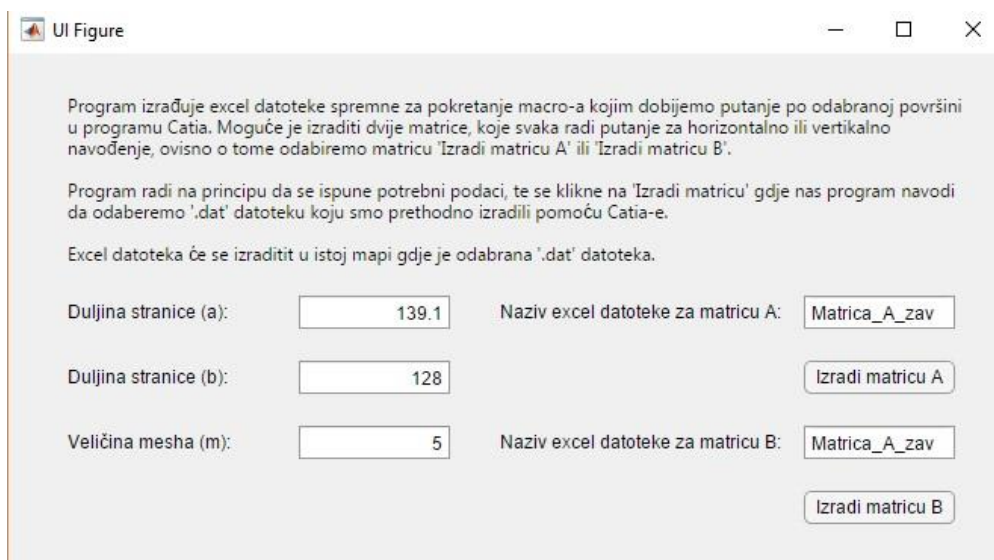 UI Figure
Program izrađuje excel datoteke spremne za pokretanje macro-a kojim dobijemo putanje po odabranoj površini
u programu Catia. Moguće je izraditi dvije matrice, koje svaka radi putanje za horizontalno ili vertikalno
navođenje, ovisno o tome odabiremo matricu 'Izradi matricu A' ili 'Izradi matricu B'.
Program radi na principu da se ispune potrebni podaci, te se klikne na 'Izradi matricu' gdje nas program navodi
da odaberemo '.dat' datoteku koju smo prethodno izradili pomoću Catia-e.
Excel datoteka će se izraditit u istoj mapi gdje je odabrana '.dat' datoteka.
Duljina stranice (a): 139.1 Naziv excel datoteke za matricu A: Matrica_A_zav
Duljina stranice (b): 128 Izradi matricu A
Veličina mesha (m): 5 Naziv excel datoteke za matricu B: Matrica_A_zav
Izradi matricu B